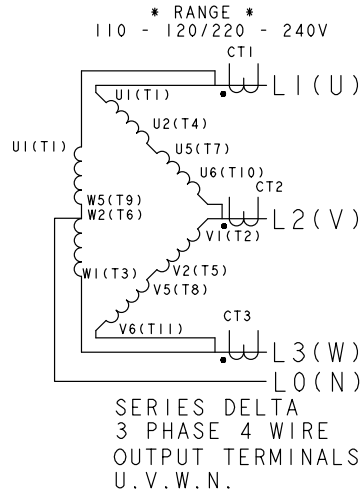 * RANGE *
110 - 120/220 - 240V
CT1
L1(U)
U1(T1)
U2(T4)
U1(T1)
U5(T7)
U6(T10)
CT2
W5(T9)
W2(T6)
L2(V)
V1(T2)
W1(T3)
V2(T5)
V5(T8)
CT3
V6(T11)
L3(W)
L0(N)
SERIES DELTA
3 PHASE 4 WIRE
OUTPUT TERMINALS
U.V.W.N.